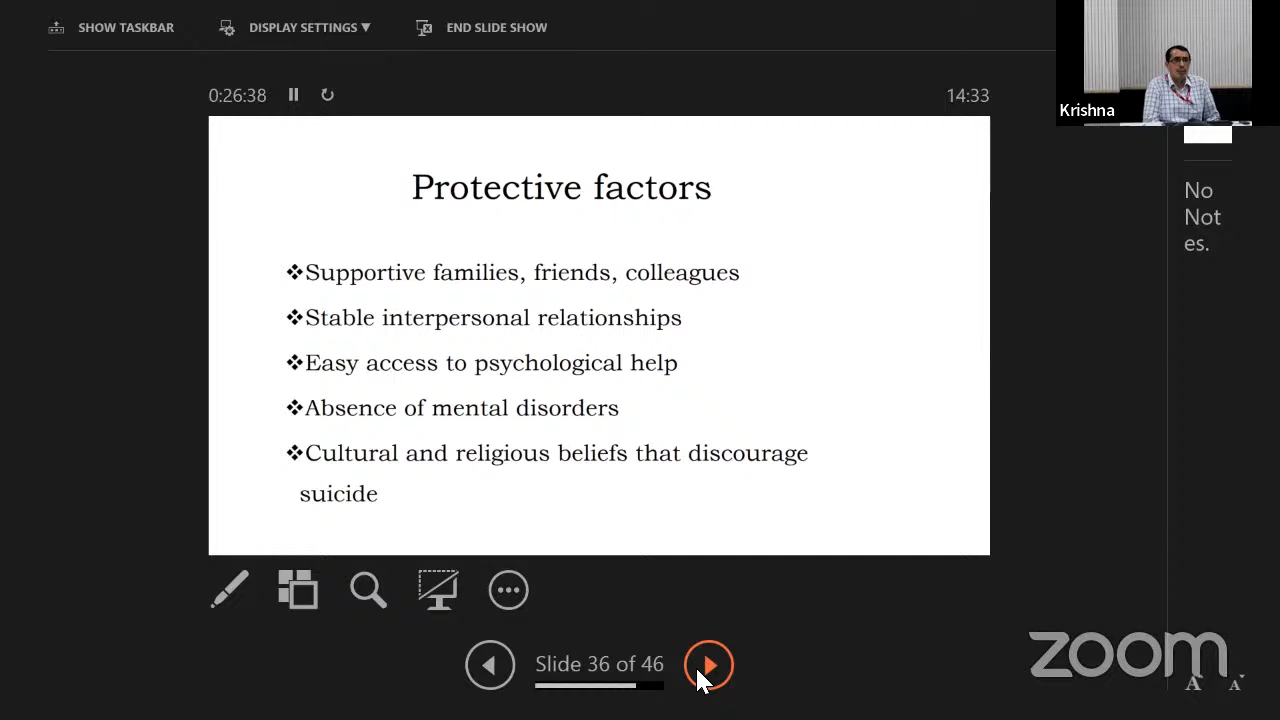 SHOW TASKBAR DISPLAY SETTINGS ▼ END SLIDE SHOW
Krishna
0:26:38 14:33
Protective factors
❖Supportive families, friends, colleagues
❖Stable interpersonal relationships
❖Easy access to psychological help
❖Absence of mental disorders
❖Cultural and religious beliefs that discourage
suicide
No
Not
es.
Slide 36 of 46
zoom
A A